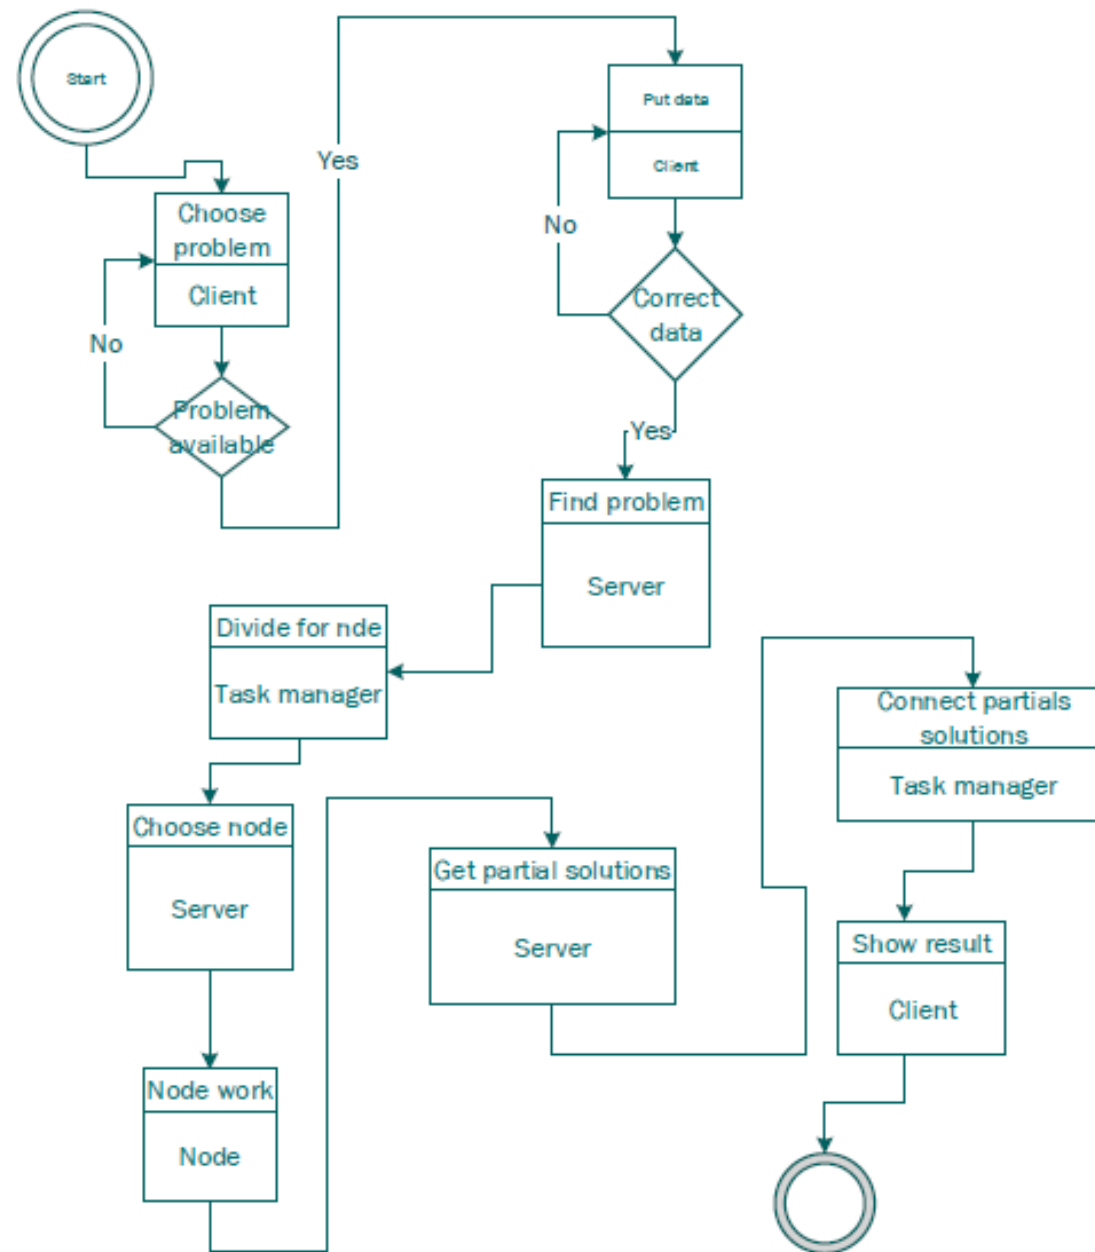 Start
Choose
problem
Client
No
Problem
available
Yes
Put data
Client
No
Correct
data
Yes
Find problem
Server
Divide for nde
Task manager
Choose node
Server
Node work
Node
Get partial solutions
Server
Connect partials
solutions
Task manager
Show result
Client